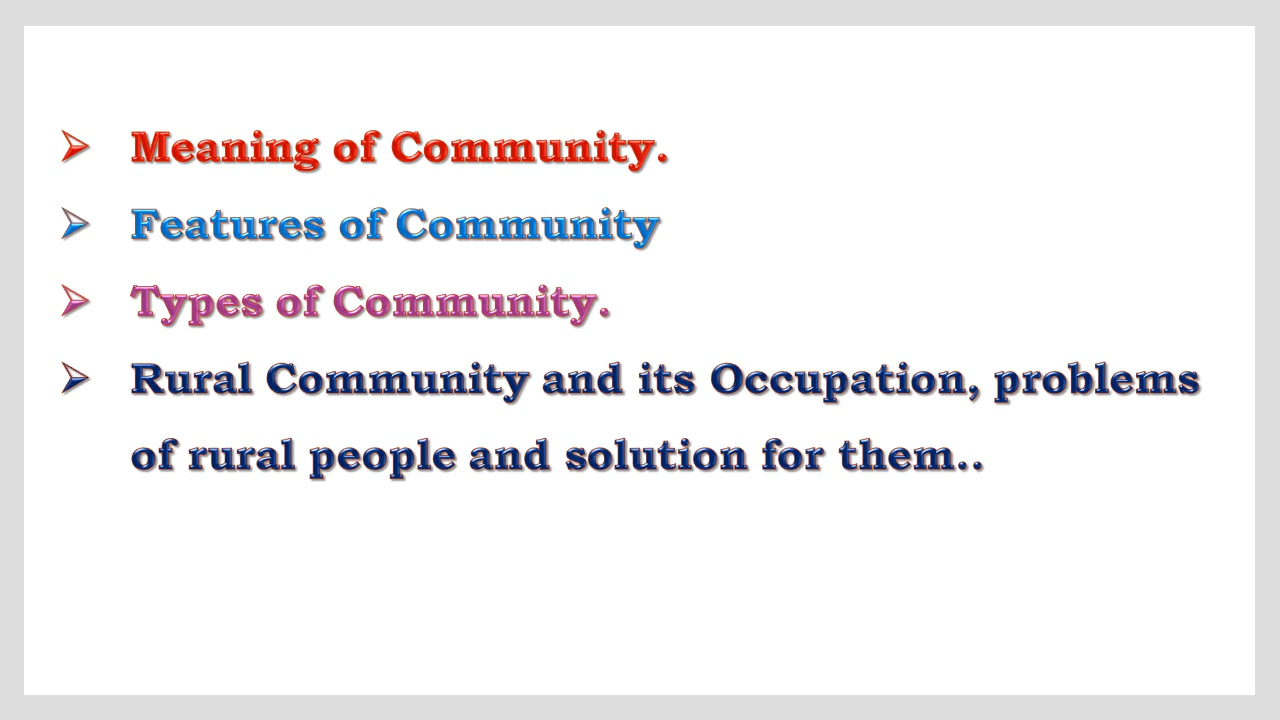 ➢ Meaning of Community.
➢ Features of Community
➢ Types of Community.
➢ Rural Community and its Occupation, problems
of rural people and solution for them..